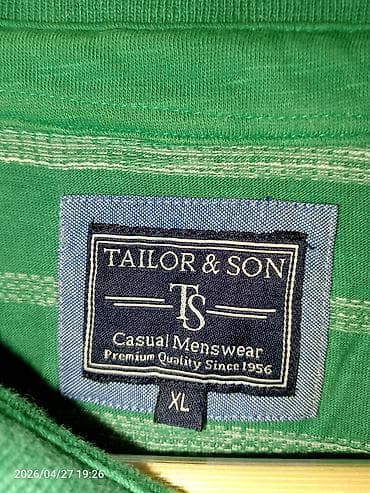 TAILOR & SON
TS
Casual Menswear
Premium Quality Since 1956
XL
2026/04/27 19:26